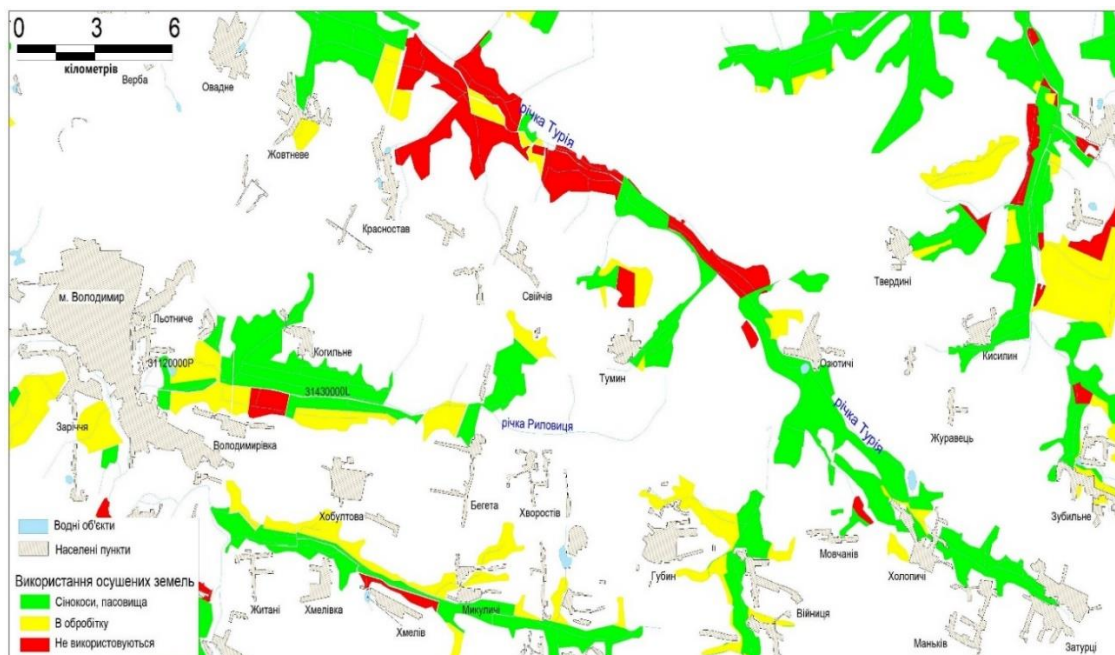 0 3 6
кілометрів
Верба
Овадне
Жовтневе
річка Турія
Красностав
Свійчів
Твердині
м. Володимир
Льотниче
Когильне
31120000Р
31430000L
Тумин
Озютичі
Кисилин
Журавець
Заріччя
Володимирівка
річка Риловиця
річка Турія
Бегета
Хворостів
Хобултова
Зубильне
Мовчанів
Губин
Холопичі
Війниця
Маньків
Затурці
Житані
Хмелівка
Хмелів
Микуличі
Водні об'єкти
Населені пункти
Використання осушених земель
Сінокоси, пасовища
В обробітку
Не використовуються